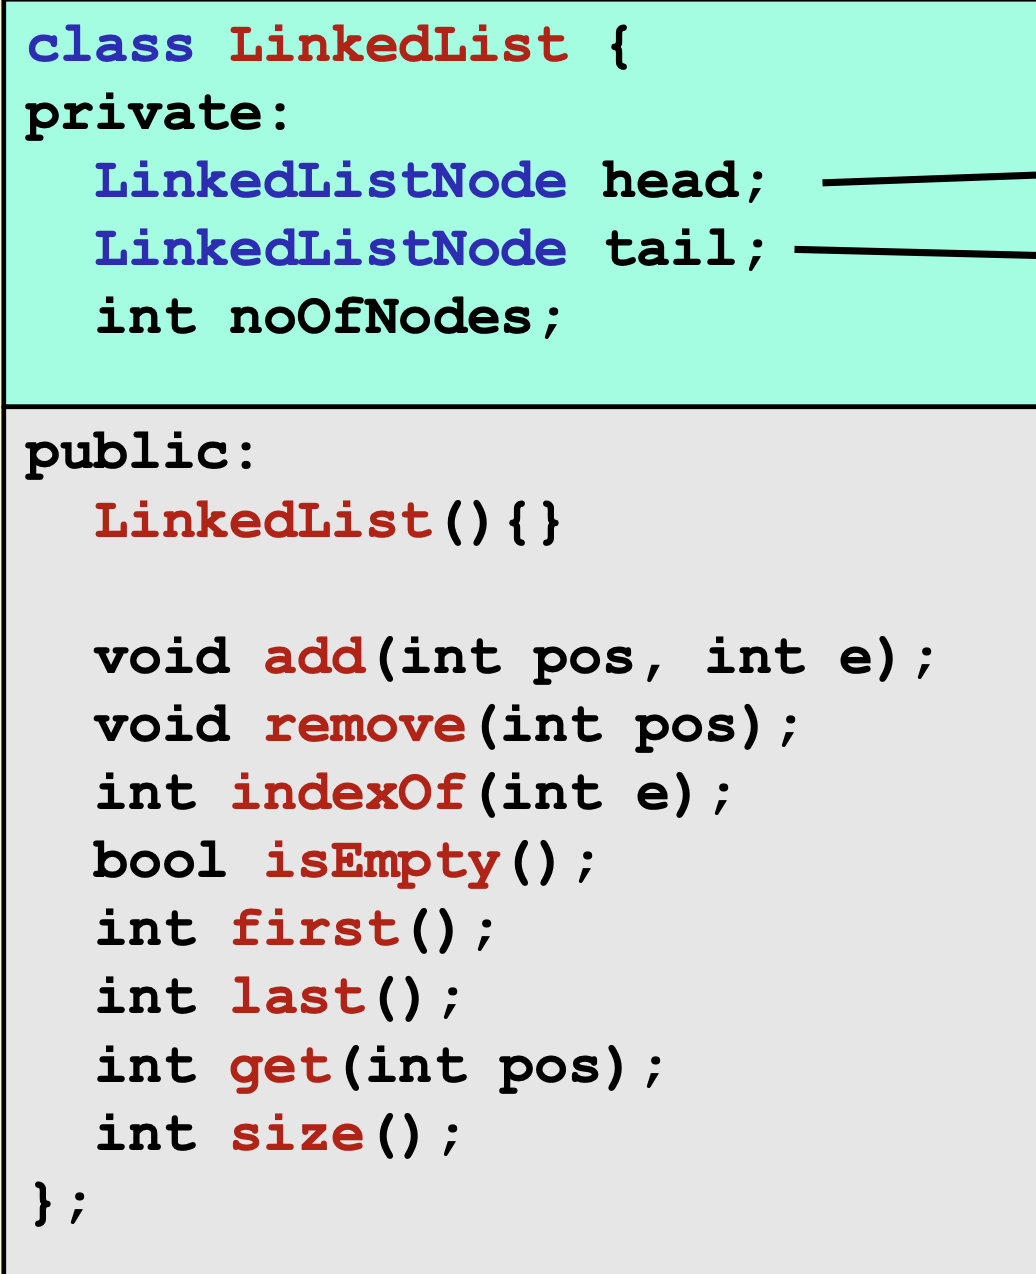 class LinkedList {
private:
  LinkedListNode head;
  LinkedListNode tail;
  int noOfNodes;
public:
  LinkedList(){}
  void add(int pos, int e);
  void remove(int pos);
  int indexOf(int e);
  bool isEmpty();
  int first();
  int last();
  int get(int pos);
  int size();
};